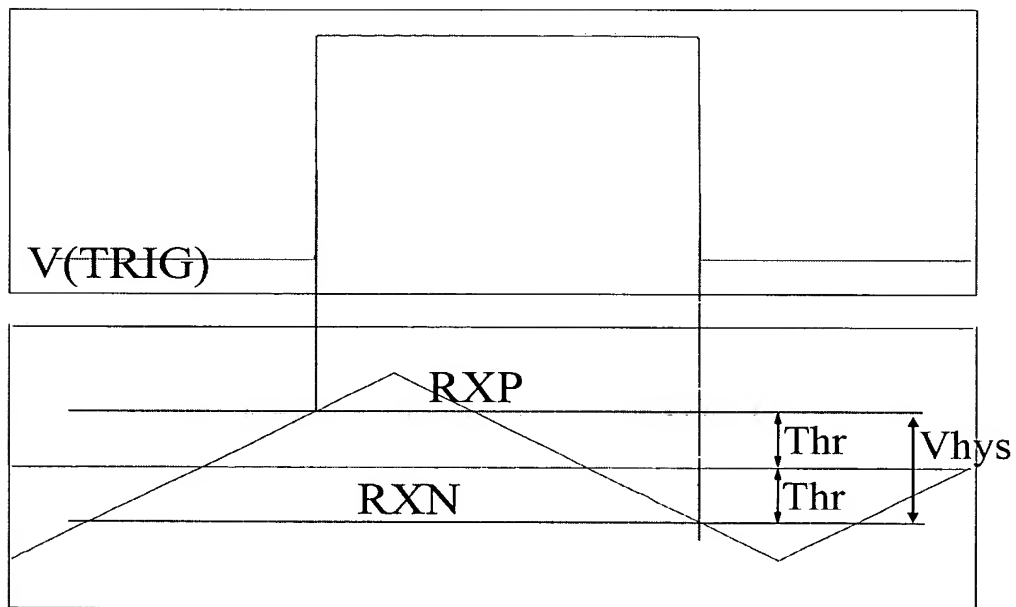 V(TRIG)
RXP
Thr
Vhys
RXN
Thr